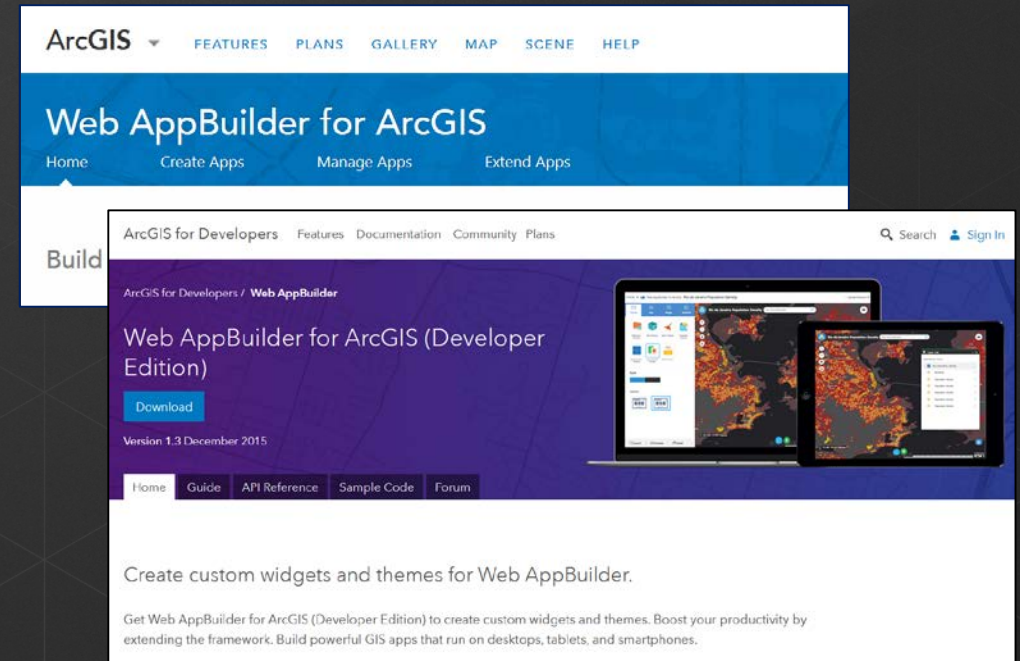 ArcGIS FEATURES PLANS GALLERY MAP SCENE HELP
Web AppBuilder for ArcGIS
Home Create Apps Manage Apps Extend Apps
Build
ArcGIS for Developers Features Documentation Community Plans Search Sign In
ArcGIS for Developers / Web AppBuilder
Web AppBuilder for ArcGIS (Developer
Edition)
Download
Version 1.3 December 2015
Home Guide API Reference Sample Code Forum
Create custom widgets and themes for Web AppBuilder.
Get Web AppBuilder for ArcGIS (Developer Edition) to create custom widgets and themes. Boost your productivity by
extending the framework. Build powerful GIS apps that run on desktops, tablets, and smartphones.